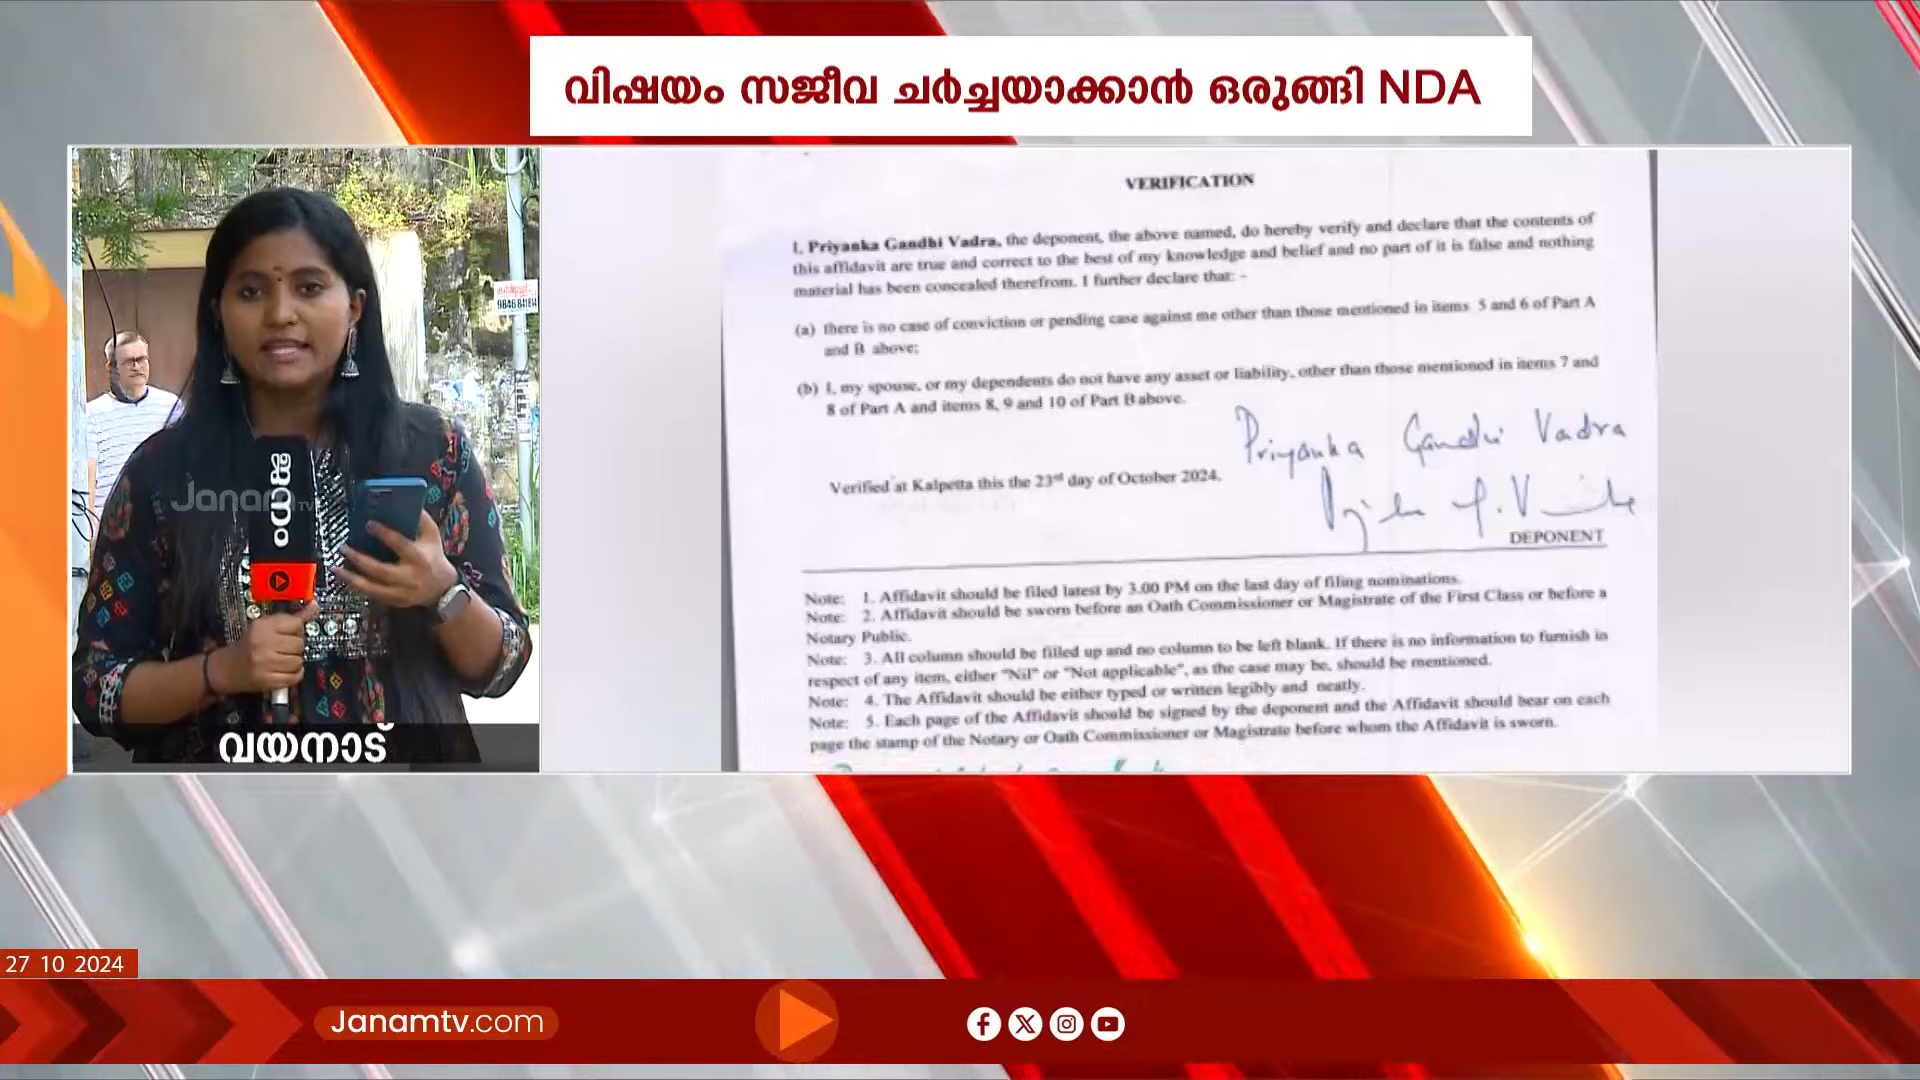 വിഷയം സജീവ ചർച്ചയാക്കാൻ ഒരുങ്ങി NDA
VERIFICATION
I, Priyanka Gandhi Vadra, the deponent, the above named, do hereby verify and declare that the contents of
this affidavit are true and correct to the best of my knowledge and belief and no part of it is false and nothing
material has been concealed therefrom. I further declare that: -
(a) there is no case of conviction or pending case against me other than those mentioned in items 5 and 6 of Part A
and B above;
(b) I, my spouse, or my dependents do not have any asset or liability, other than those mentioned in items 7 and
8 of Part A and items 8, 9 and 10 of Part B above.
Priyanka Gandhi Vadra
Verified at Kalpetta this the 23rd day of October 2024.
DEPONENT
Note: 1. Affidavit should be filed latest by 3.00 PM on the last day of filing nominations.
Note: 2. Affidavit should be sworn before an Oath Commissioner or Magistrate of the First Class or before a
Notary Public.
Note: 3. All column should be filled up and no column to be left blank. If there is no information to furnish in
respect of any item, either "Nil" or "Not applicable", as the case may be, should be mentioned.
Note: 4. The Affidavit should be either typed or written legibly and neatly.
Note: 5. Each page of the Affidavit should be signed by the deponent and the Affidavit should bear on each
page the stamp of the Notary or Oath Commissioner or Magistrate before whom the Affidavit is sworn.
ജനം
Janam TV
വയനാട്
27 10 2024
Janamtv.com